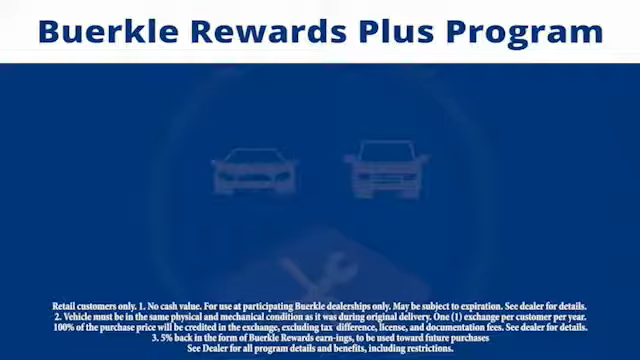 Buerkle Rewards Plus Program
Retail customers only. 1. No cash value. For use at participating Buerkle dealerships only. May be subject to expiration. See dealer for details.
2. Vehicle must be in the same physical and mechanical condition as it was during original delivery. One (1) exchange per customer per year.
100% of the purchase price will be credited in the exchange, excluding tax difference, license, and documentation fees. See dealer for details.
3. 5% back in the form of Buerkle Rewards earn-ings, to be used toward future purchases
See Dealer for all program details and benefits, including restrictions.